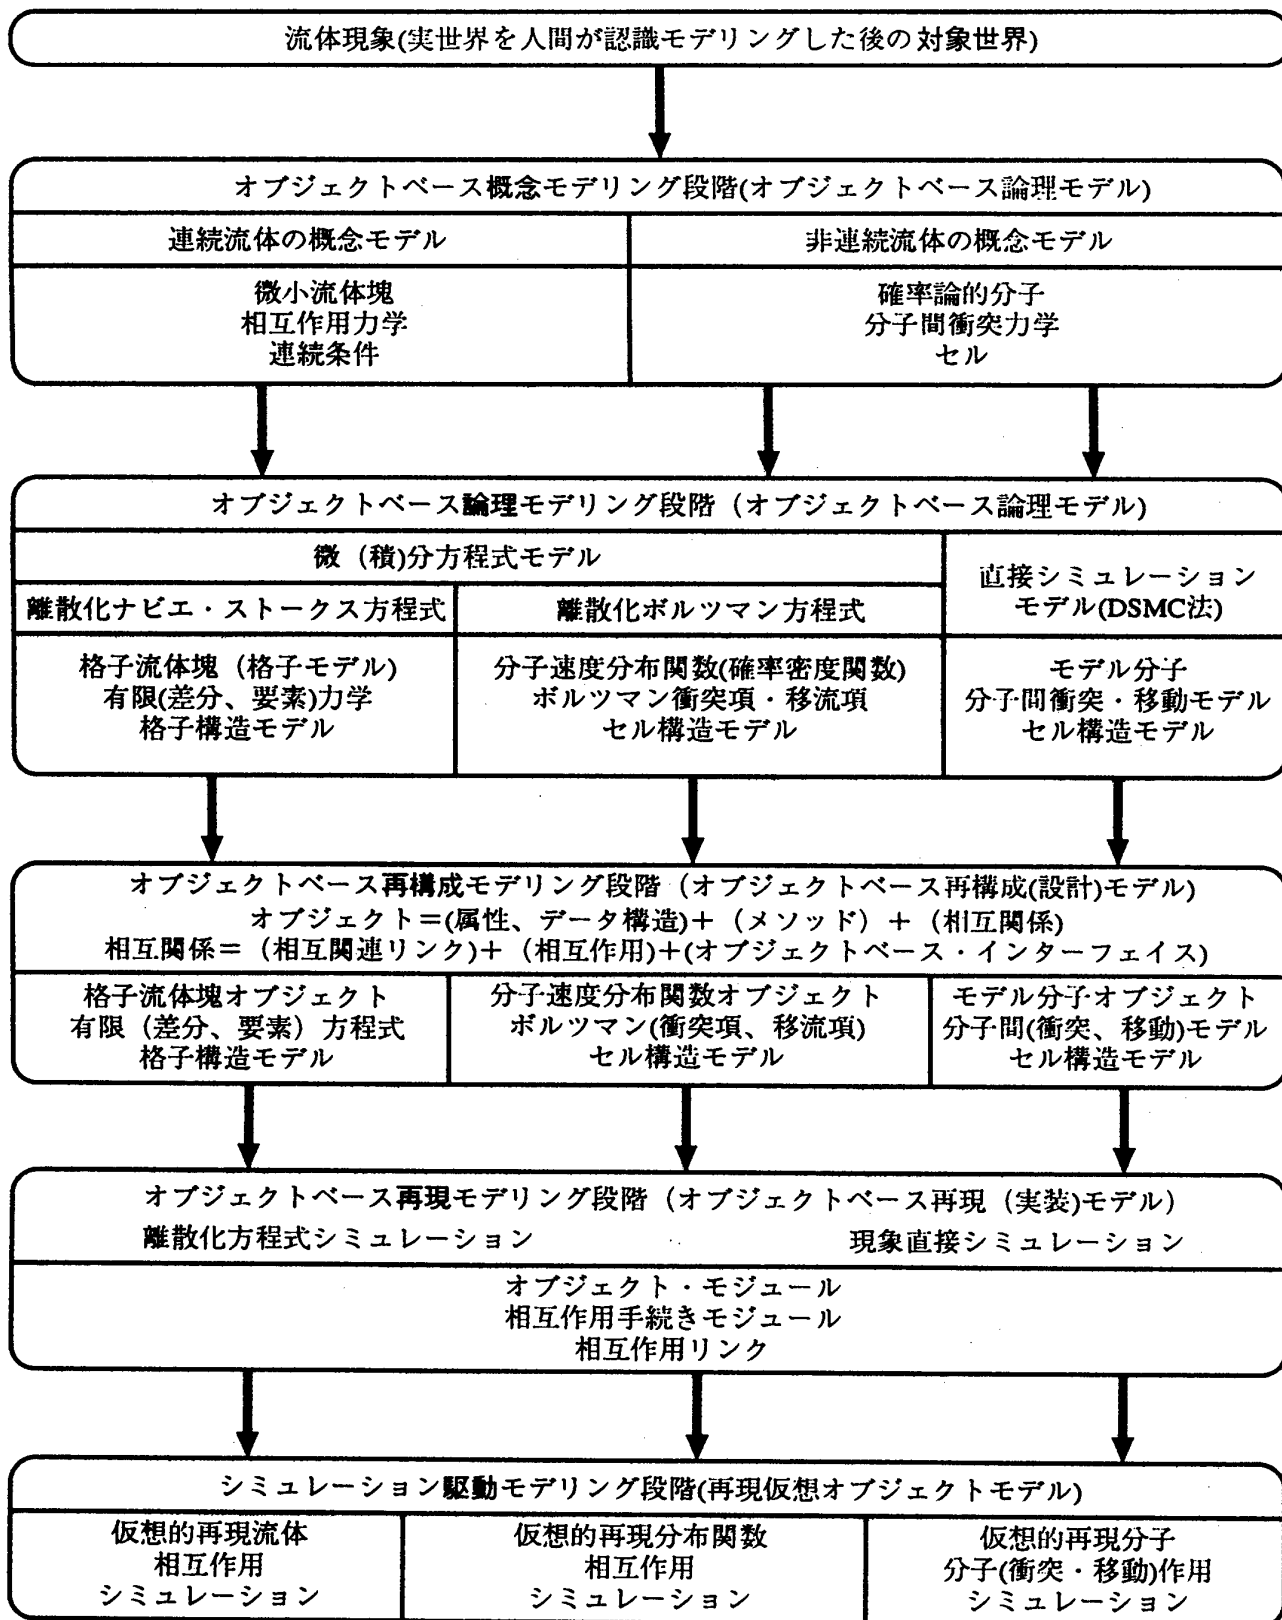 流体現象(実世界を人間が認識モデリングした後の対象世界)
オブジェクトベース概念モデリング段階(オブジェクトベース論理モデル)
連続流体の概念モデル
非連続流体の概念モデル
微小流体塊
相互作用力学
連続条件
確率論的分子
分子間衝突力学
セル
オブジェクトベース論理モデリング段階（オブジェクトベース論理モデル)
微（積)分方程式モデル
直接シミュレーション
モデル(DSMC法)
離散化ナビエ・ストークス方程式
離散化ボルツマン方程式
格子流体塊（格子モデル)
有限(差分、要素)力学
格子構造モデル
分子速度分布関数(確率密度関数)
ボルツマン衝突項・移流項
セル構造モデル
モデル分子
分子間衝突・移動モデル
セル構造モデル
オブジェクトベース再構成モデリング段階（オブジェクトベース再構成(設計)モデル)
オブジェクト＝(属性、データ構造)＋（メソッド）＋（相互関係)
相互関係＝（相互関連リンク)＋（相互作用)＋(オブジェクトベース・インターフェイス)
格子流体塊オブジェクト
有限（差分、要素）方程式
格子構造モデル
分子速度分布関数オブジェクト
ボルツマン(衝突項、移流項)
セル構造モデル
モデル分子オブジェクト
分子間(衝突、移動)モデル
セル構造モデル
オブジェクトベース再現モデリング段階（オブジェクトベース再現（実装)モデル）
離散化方程式シミュレーション
現象直接シミュレーション
オブジェクト・モジュール
相互作用手続きモジュール
相互作用リンク
シミュレーション駆動モデリング段階(再現仮想オブジェクトモデル)
仮想的再現流体
相互作用
シミュレーション
仮想的再現分布関数
相互作用
シミュレーション
仮想的再現分子
分子(衝突・移動)作用
シミュレーション